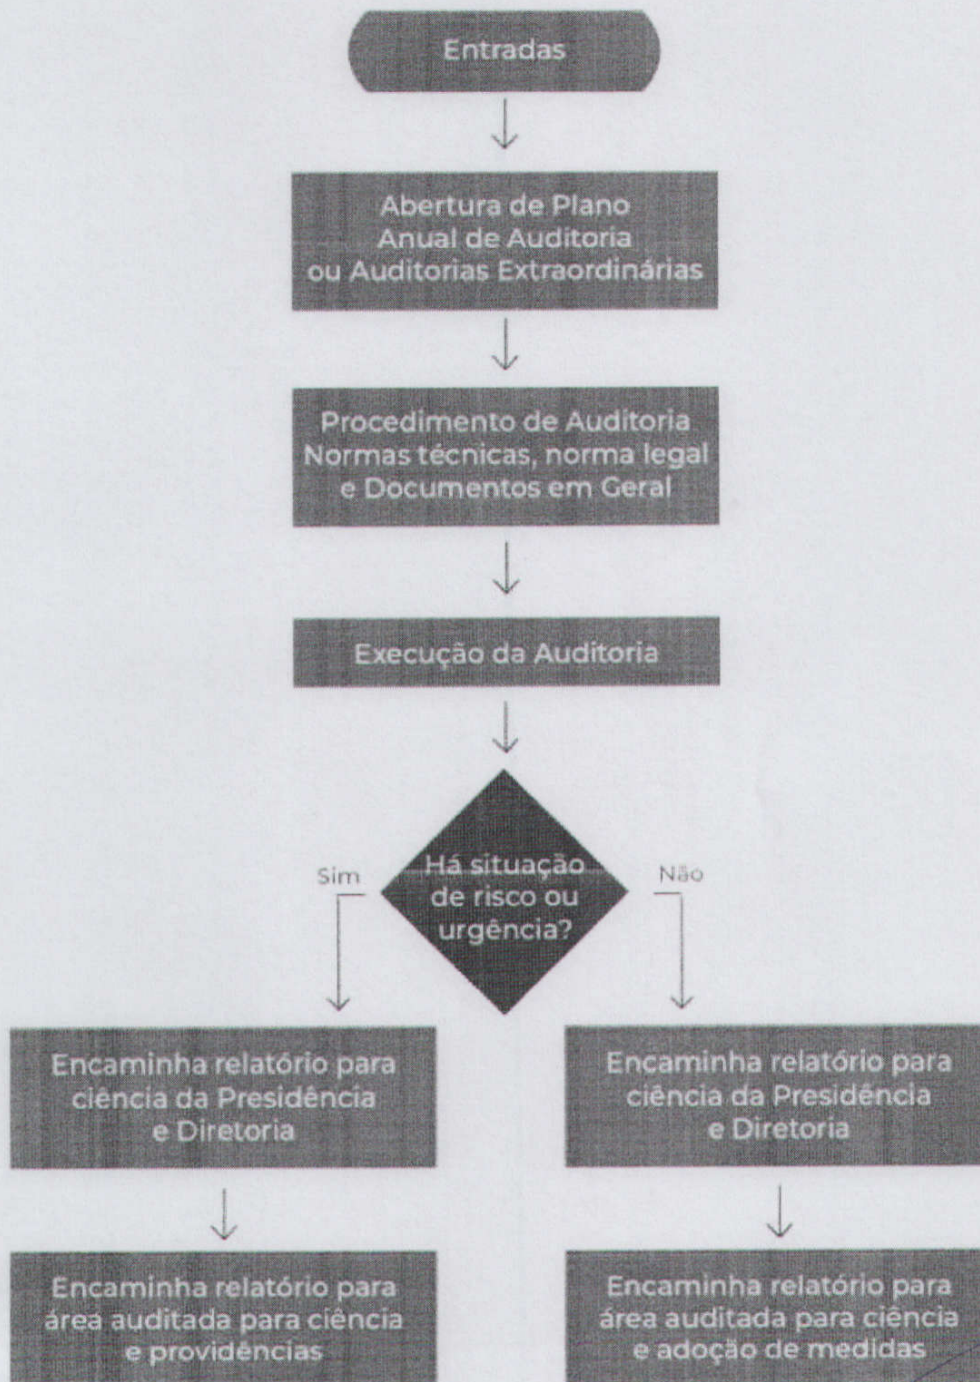 Entradas
Abertura de Plano
Anual de Auditoria
ou Auditorias Extraordinárias
Procedimento de Auditoria
Normas técnicas, norma legal
e Documentos em Geral
Execução da Auditoria
Há situação
de risco ou
urgência?
Sim
Não
Encaminha relatório para
ciência da Presidência
e Diretoria
Encaminha relatório para
ciência da Presidência
e Diretoria
Encaminha relatório para
área auditada para ciência
e providências
Encaminha relatório para
área auditada para ciência
e adoção de medidas